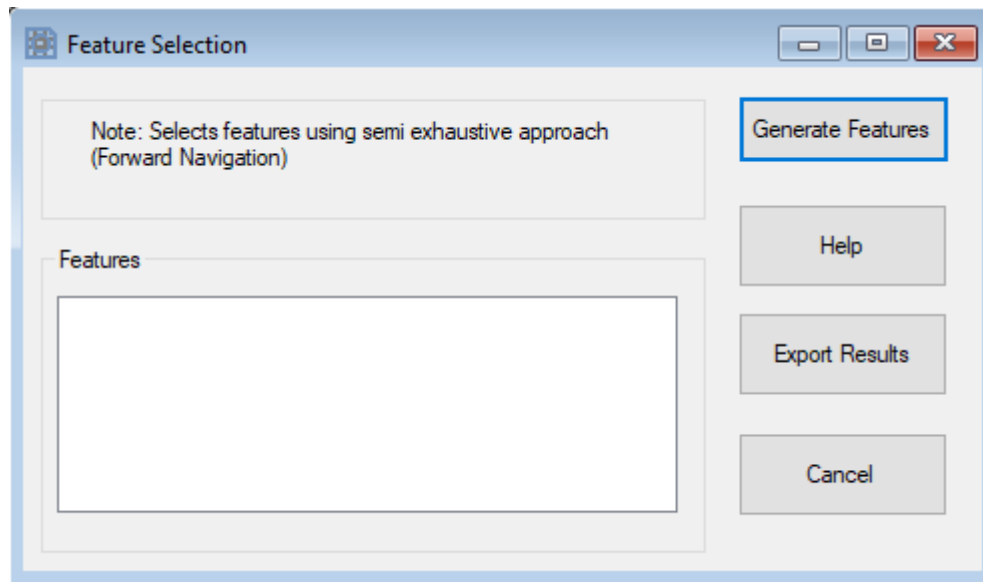 Feature Selection
Note: Selects features using semi exhaustive approach
(Forward Navigation)
Generate Features
Features
Help
Export Results
Cancel